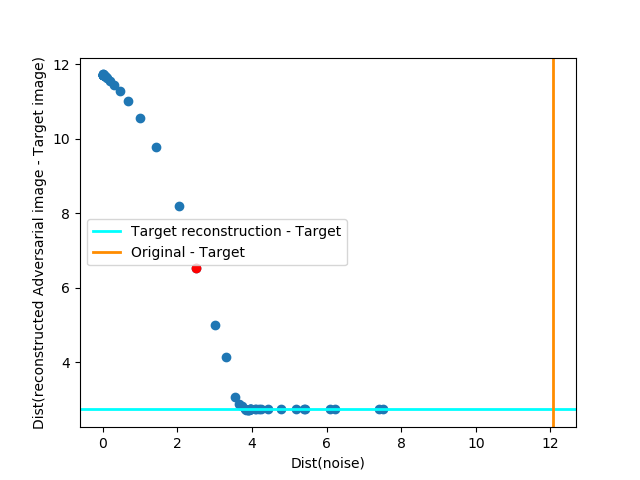 Dist(reconstructed Adversarial image - Target image)
12
10
8
6
4
Target reconstruction - Target
Original - Target
0 2 4 6 8 10 12
Dist(noise)